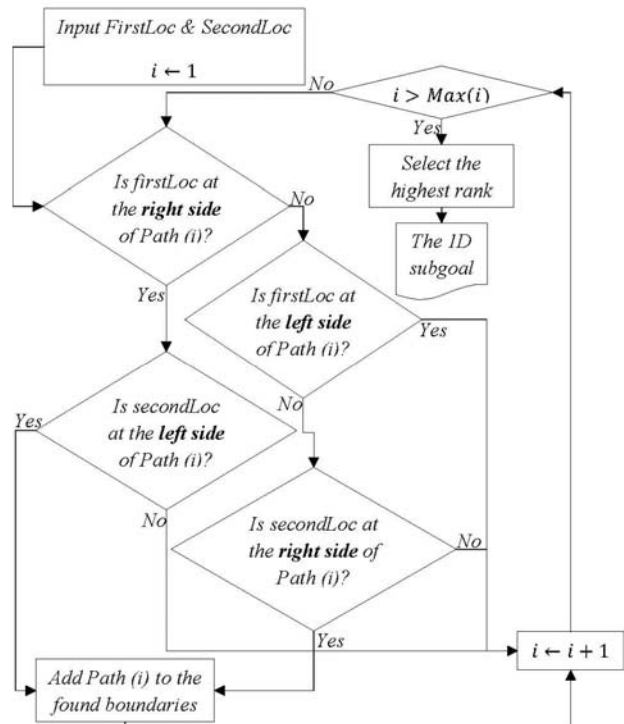 Input FirstLoc & SecondLoc
i ← 1
No
i > Max(i)
Yes
Select the
highest rank
The 1D
subgoal
Is firstLoc at
the right side
of Path (i)?
No
Yes
Is firstLoc at
the left side
of Path (i)?
Yes
No
Is secondLoc
at the left side
of Path (i)?
Yes
No
Is secondLoc at
the right side of
Path (i)?
No
Yes
i ← i + 1
Add Path (i) to the
found boundaries